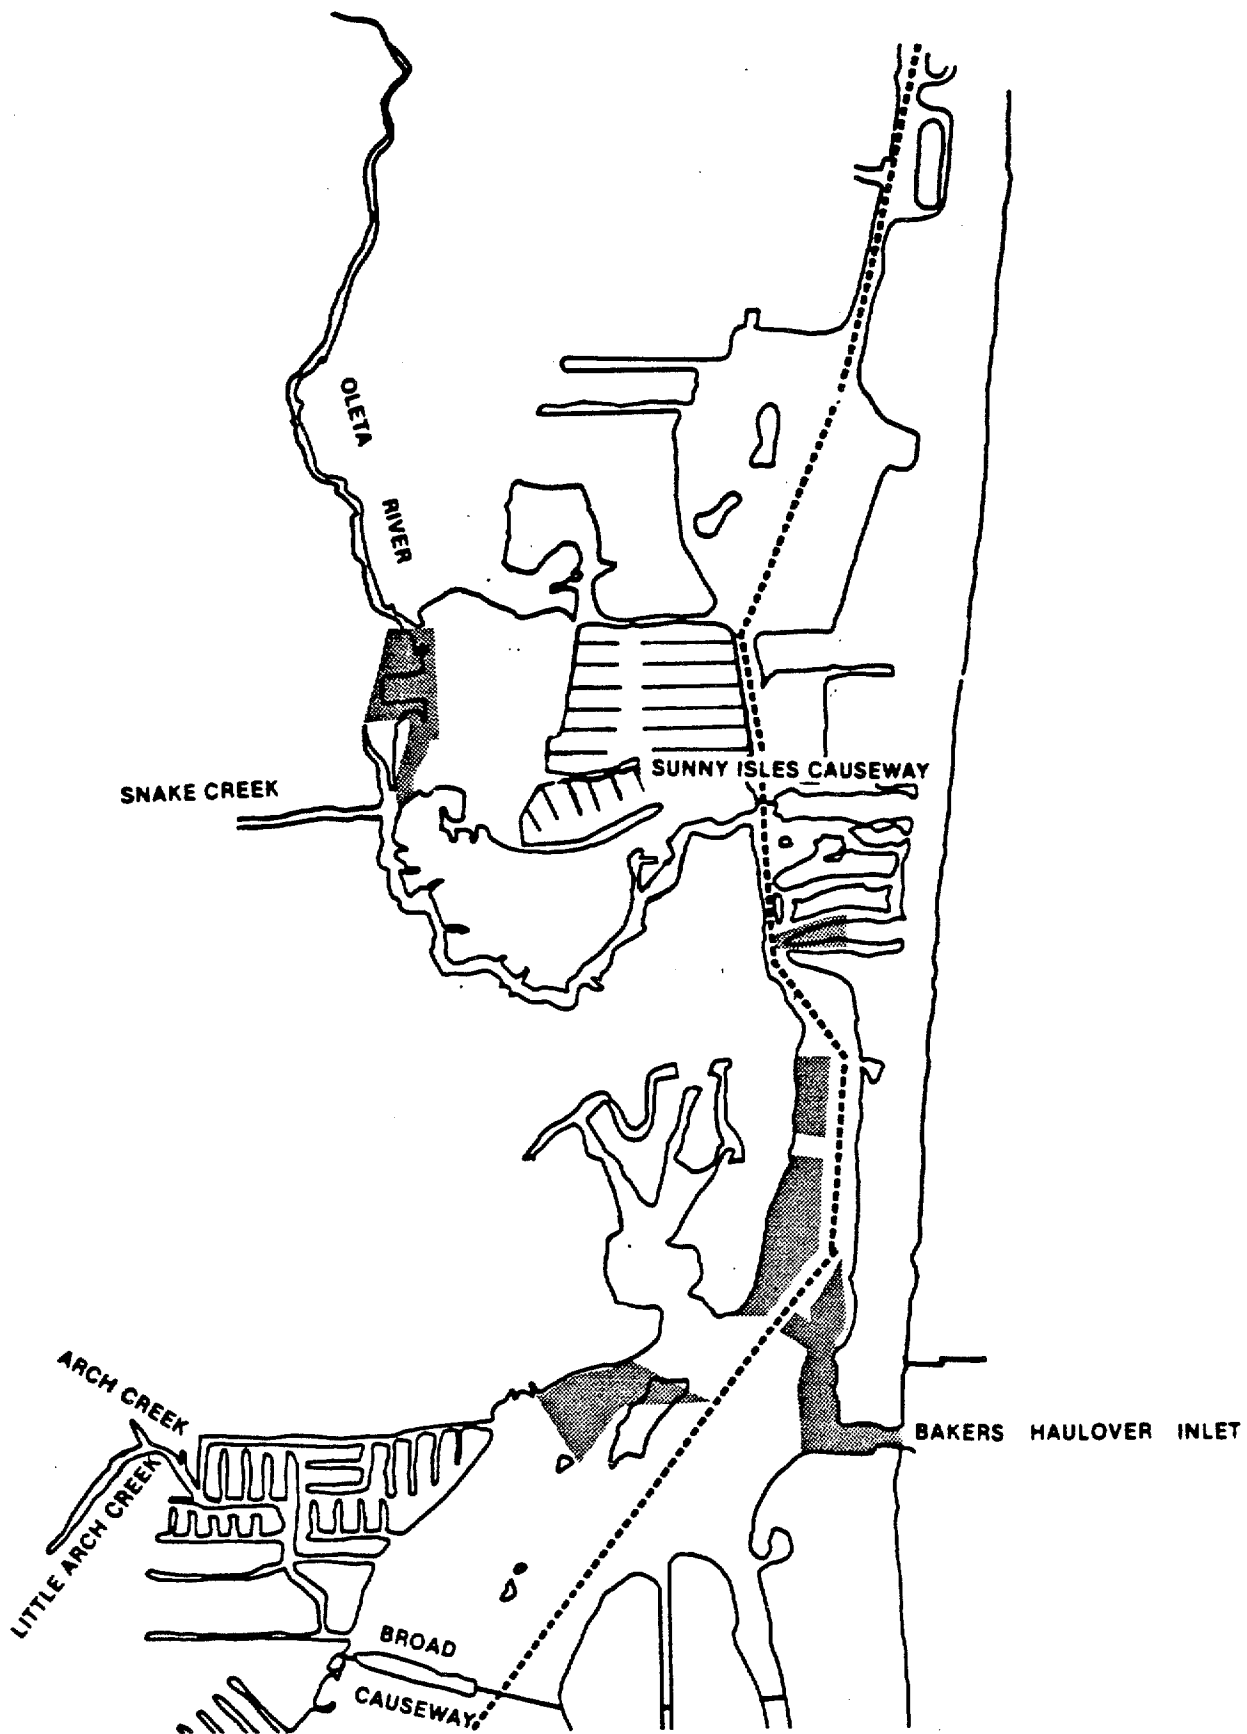 OLETA
RIVER
SUNNY ISLES CAUSEWAY
SNAKE CREEK
ARCH CREEK
BAKERS HAULOVER INLET
LITTLE ARCH CREEK
BROAD
CAUSEWAY